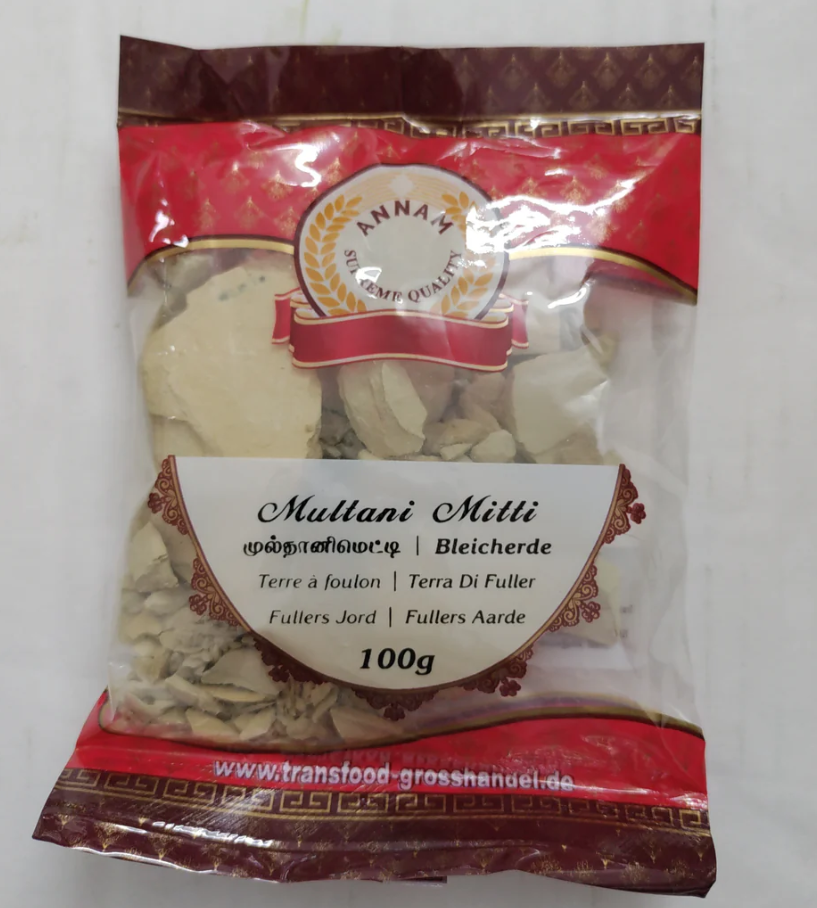 ANNAM
SUPREME QUALITY
Multani Mitti
முல்தானிமெட்டி | Bleicherde
Terre à foulon | Terra Di Fuller
Fullers Jord | Fullers Aarde
100g
www.transfood-grosshandel.de